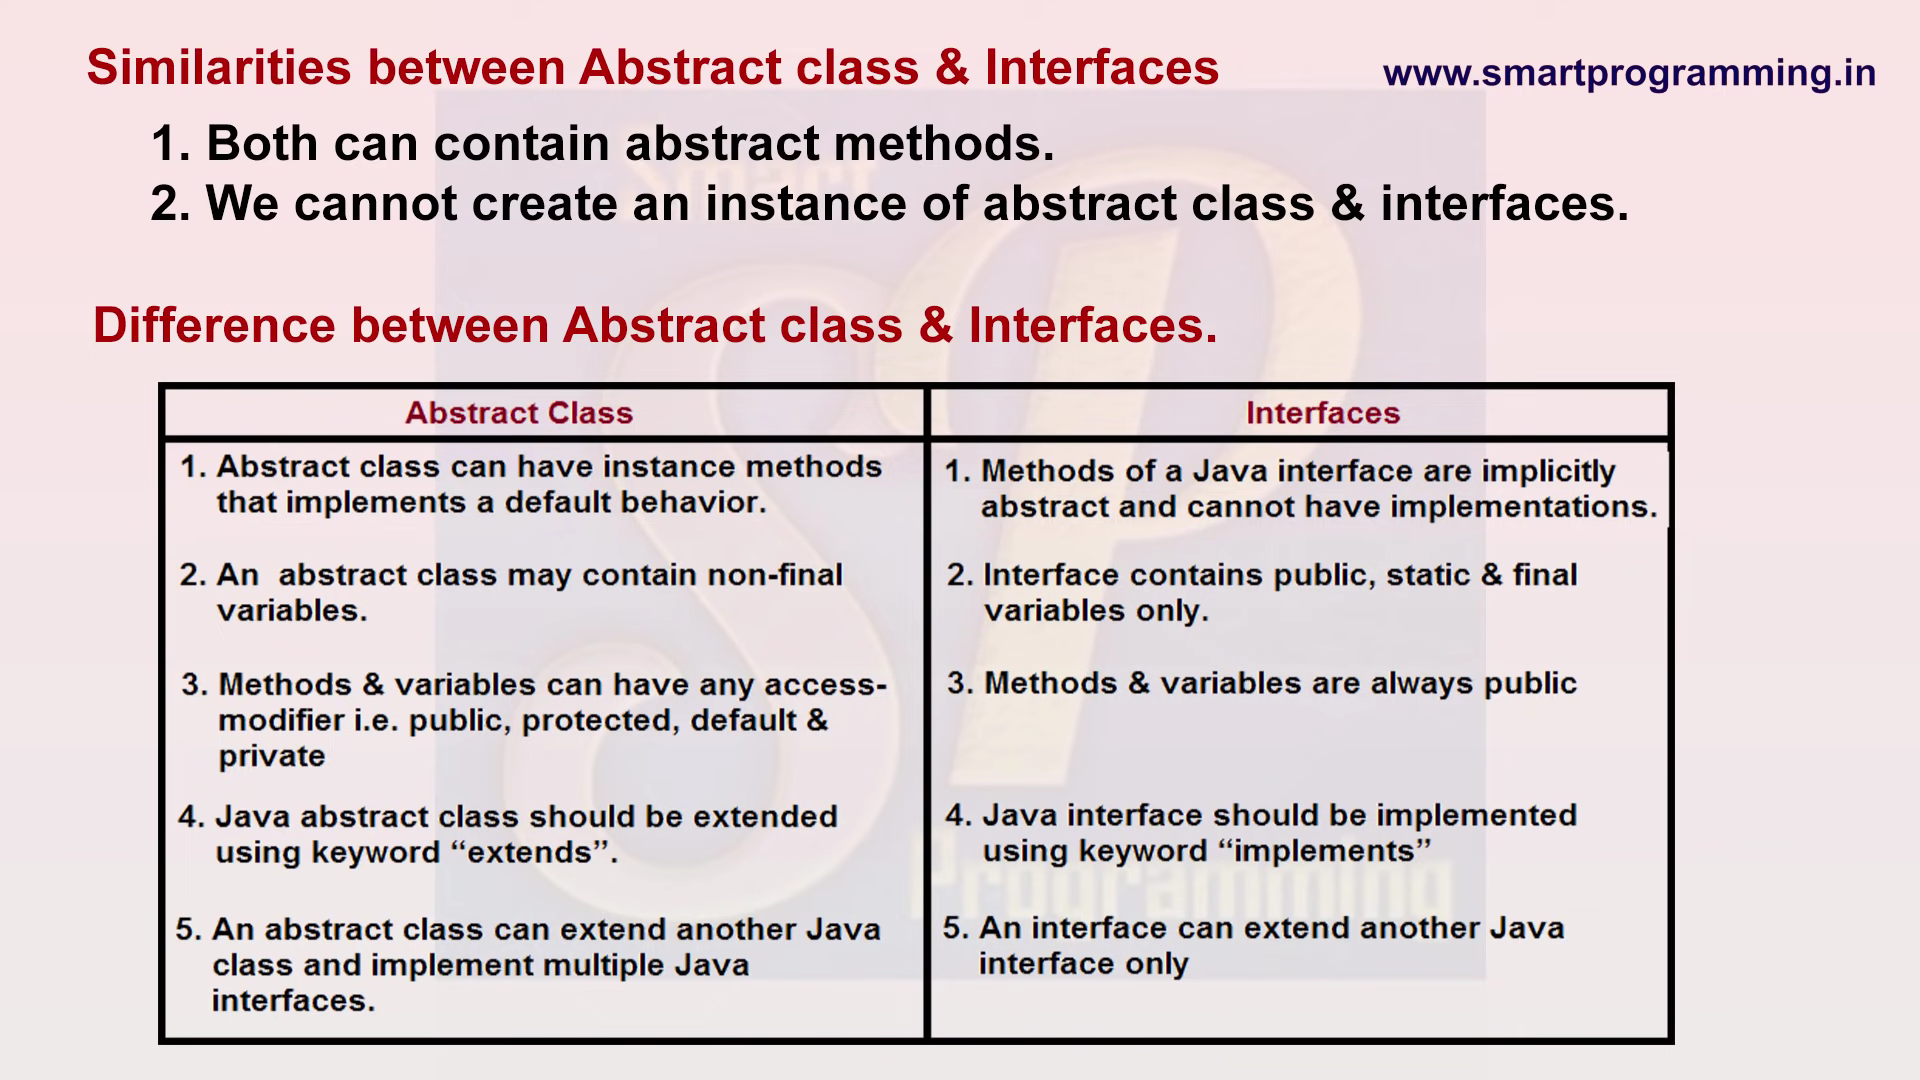 Similarities between Abstract class & Interfaces
www.smartprogramming.in
1. Both can contain abstract methods.
2. We cannot create an instance of abstract class & interfaces.
Difference between Abstract class & Interfaces.
Abstract Class
1. Abstract class can have instance methods
that implements a default behavior.
2. An abstract class may contain non-final
variables.
3. Methods & variables can have any access-
modifier i.e. public, protected, default &
private
4. Java abstract class should be extended
using keyword “extends”.
5. An abstract class can extend another Java
class and implement multiple Java
interfaces.
Interfaces
1. Methods of a Java interface are implicitly
abstract and cannot have implementations.
2. Interface contains public, static & final
variables only.
3. Methods & variables are always public
4. Java interface should be implemented
using keyword “implements”
5. An interface can extend another Java
interface only
Smart
SP
Programming